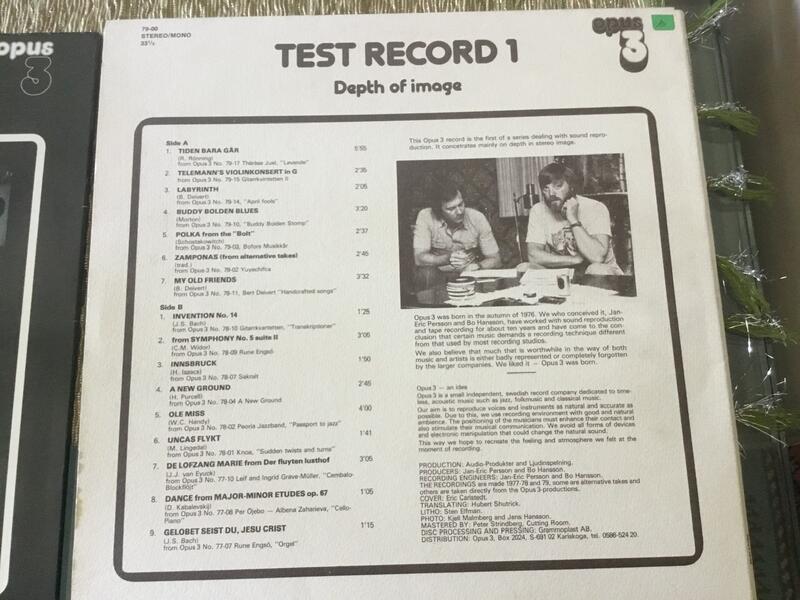 opus
3
79-00
STEREO/MONO
33⅓
TEST RECORD 1
Depth of image
opus
3
Side A
1. TIDEN BARA GÅR 5'55
(R. Rönning)
from Opus 3 No. 79-17 Thérèse Juel, "Levande"
2. TELEMANN'S VIOLINKONSERT in G 2'35
from Opus 3 No. 79-15 Gitarrkvintetten II
3. LABYRINTH 2'05
(B. Deivert)
from Opus 3 No. 79-14, "April fools"
4. BUDDY BOLDEN BLUES 3'20
(Morton)
from Opus 3 No. 79-10, "Buddy Bolden Stomp"
5. POLKA from the "Bolt" 2'37
(Schostakowitch)
from Opus 3 No. 79-03, Bofors Musikkår
6. ZAMPONAS (from alternative takes) 2'45
(trad.)
from Opus 3 No. 79-02 Yuyachifca
7. MY OLD FRIENDS 3'32
(B. Deivert)
from Opus 3 No. 78-11, Bert Deivert "Handcrafted songs"
Side B
1. INVENTION No. 14 1'25
(J.S. Bach)
from Opus 3 No. 78-10 Gitarrkvintetten, "Transkriptioner"
2. from SYMPHONY No. 5 suite II 3'05
(C.M. Widor)
from Opus 3 No. 78-09 Rune Engsö
3. INNSBRUCK 1'50
(H. Isaacs)
from Opus 3 No. 78-07 Sakralt
4. A NEW GROUND 2'45
(H. Purcell)
from Opus 3 No. 78-04 A New Ground
5. OLE MISS 4'00
(W.C. Handy)
from Opus 3 No. 78-02 Peoria Jazzband, "Passport to jazz"
6. UNCAS FLYKT 1'41
(M. Lingedal)
from Opus 3 No. 78-01 Knoa, "Sudden twists and turns"
7. DE LOFZANG MARIE from Der fluyten lusthof 3'05
(J.J. van Eyück)
from Opus 3 No. 77-10 Leif and Ingrid Grave-Müller, "Cembalo-
Blockflöjt"
8. DANCE from MAJOR-MINOR ETUDES op. 67 1'05
(D. Kabalevskij)
from Opus 3 No. 77-08 Per Öjebo – Albena Zaharieva, "Cello-
Piano"
9. GELOBET SEIST DU, JESU CRIST 1'15
(J.S. Bach)
from Opus 3 No. 77-07 Rune Engsö, "Orgel"
This Opus 3 record is the first of a series dealing with sound repro-
duction. It concetrates mainly on depth in stereo image.
Opus 3 was born in the autumn of 1976. We who conceived it, Jan-
Eric Persson and Bo Hansson, have worked with sound reproduction
and tape recording for about ten years and have come to the con-
clusion that certain music demands a recording technique different
from that used by most recording studios.
We also believe that much that is worthwhile in the way of both
music and artists is either badly represented or completely forgotten
by the larger companies. We liked it – Opus 3 was born.
Opus 3 – an idea
Opus 3 is a small independent, swedish record company dedicated to time-
less, acoustic music such as jazz, folkmusic and classical music.
Our aim is to reproduce voices and instruments as natural and accurate as
possible. Due to this, we use recording environment with good and natural
ambience. The positioning of the musicians must enhance their contact and
also stimulate their musical communication. We avoid all forms of devices
and electronic manipulation that could change the natural sound.
This way we hope to recreate the feeling and atmosphere we felt at the
moment of recording.
PRODUCTION: Audio-Produkter and Ljudinspelning.
PRODUCERS: Jan-Eric Persson and Bo Hansson.
RECORDING ENGINEERS: Jan-Eric Persson and Bo Hansson.
THE RECORDINGS are made 1977-78 and 79, some are alternative takes and
others are taken directly from the Opus 3-productions.
COVER: Eric Carlstedt.
TRANSLATING: Hubert Shutrick.
LITHO: Sten Elfman.
PHOTO: Kjell Malmberg and Jens Hansson.
MASTERED BY: Peter Strindberg, Cutting Room.
DISC PROCESSING AND PRESSING: Grammoplast AB.
DISTRIBUTION: Opus 3, Box 2024, S-691 02 Karlskoga, tel. 0586-524 20.